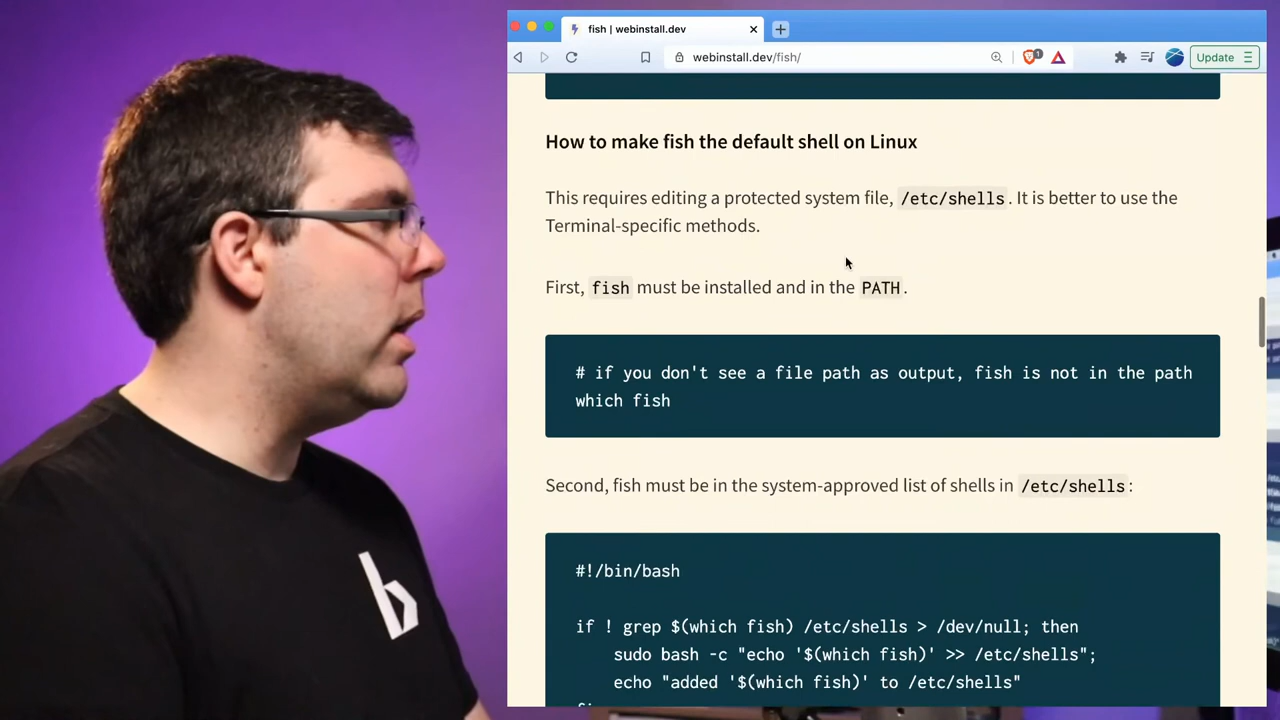 fish | webinstall.dev
webinstall.dev/fish/
1
Update
How to make fish the default shell on Linux
This requires editing a protected system file, /etc/shells. It is better to use the
Terminal-specific methods.
First, fish must be installed and in the PATH.
# if you don't see a file path as output, fish is not in the path
which fish
Second, fish must be in the system-approved list of shells in /etc/shells:
#!/bin/bash
if ! grep $(which fish) /etc/shells > /dev/null; then
sudo bash -c "echo '$(which fish)' >> /etc/shells";
echo "added '$(which fish)' to /etc/shells"
b